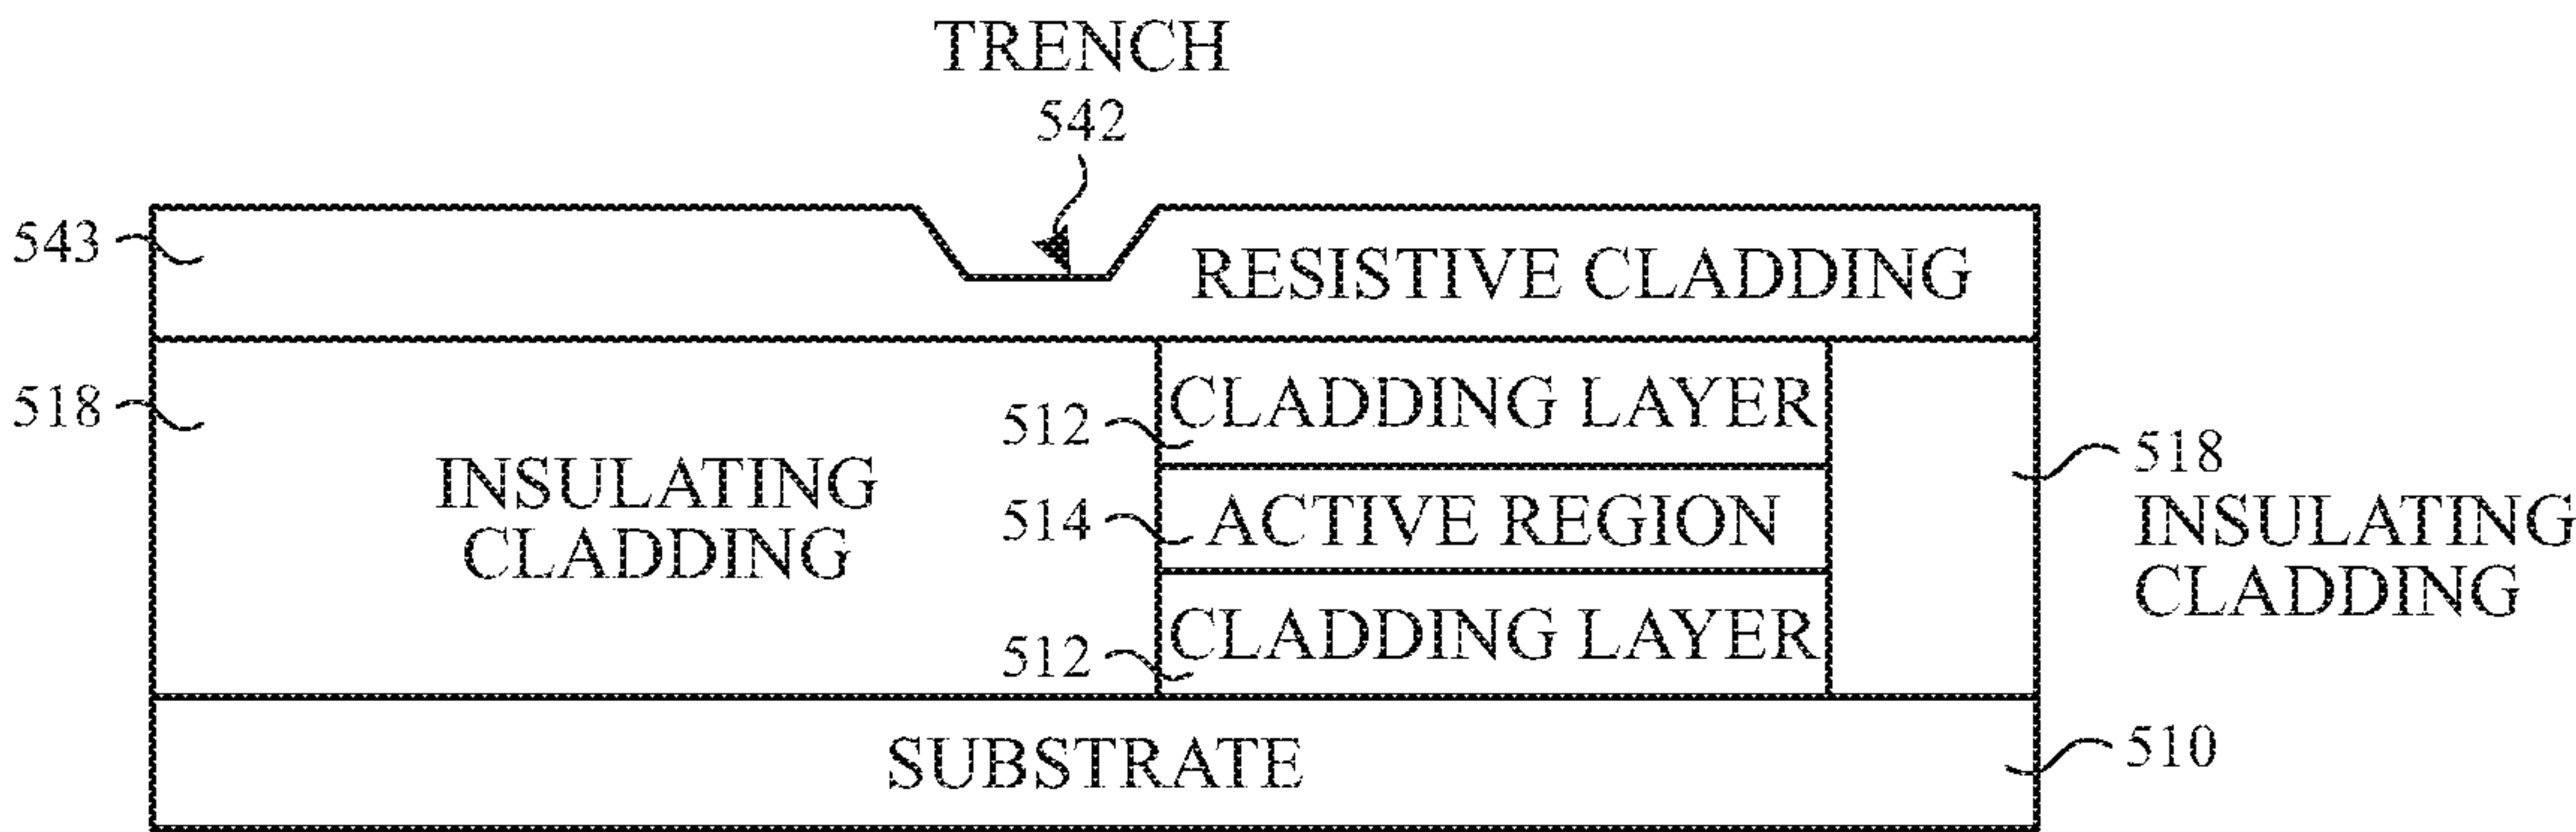 TRENCH
542
543
RESISTIVE CLADDING
518
512
CLADDING LAYER
518
INSULATING
CLADDING
INSULATING
CLADDING
514
ACTIVE REGION
512
CLADDING LAYER
SUBSTRATE
510